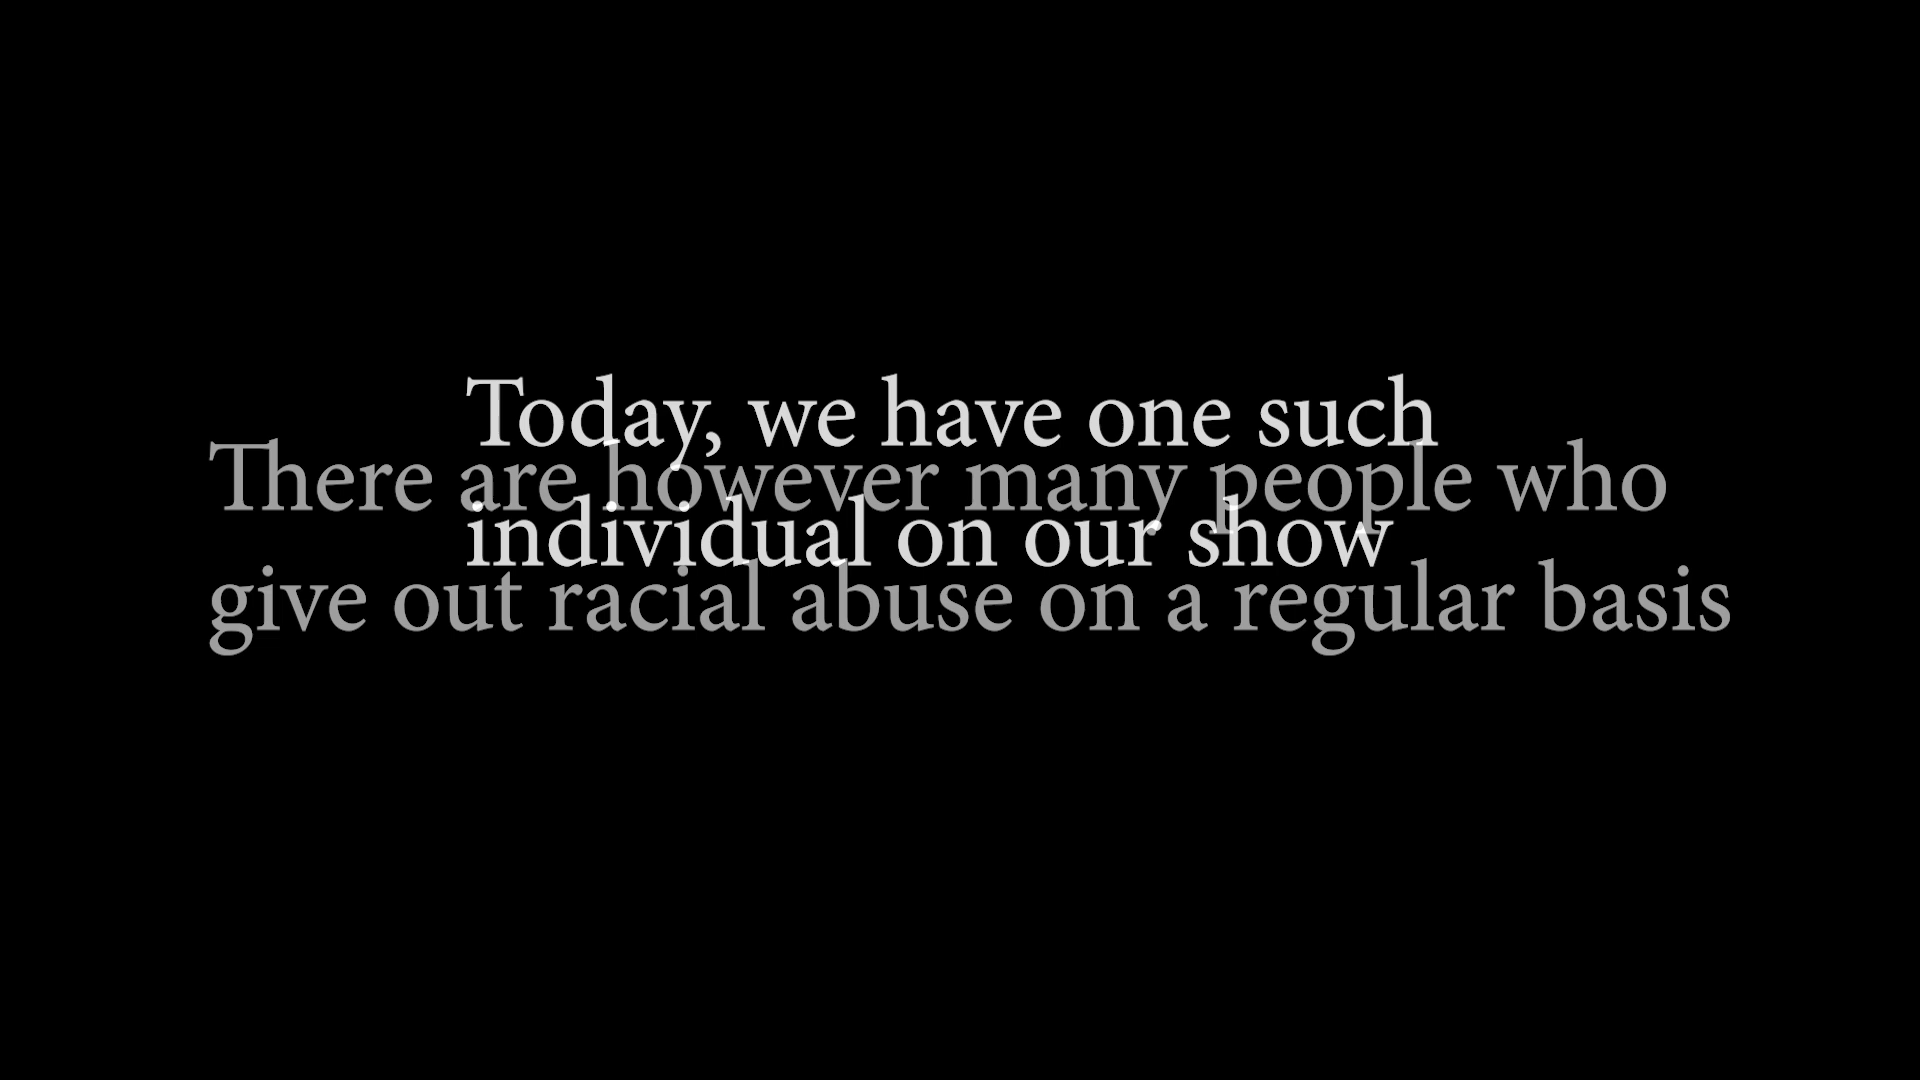 Today, we have one such
There are however many people who
individual on our show
give out racial abuse on a regular basis